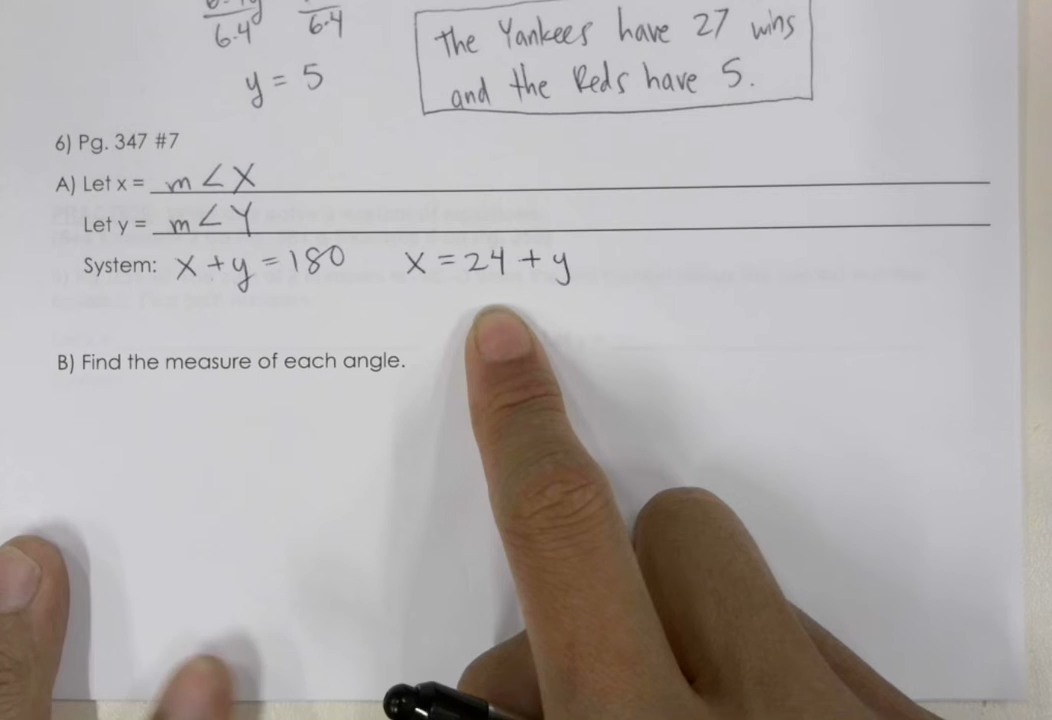 6.4 6.4
y = 5
The Yankees have 27 wins
and the Reds have 5.
6) Pg. 347 #7
A) Let x = m∠X
Let y = m∠Y
System: x + y = 180 x = 24 + y
B) Find the measure of each angle.